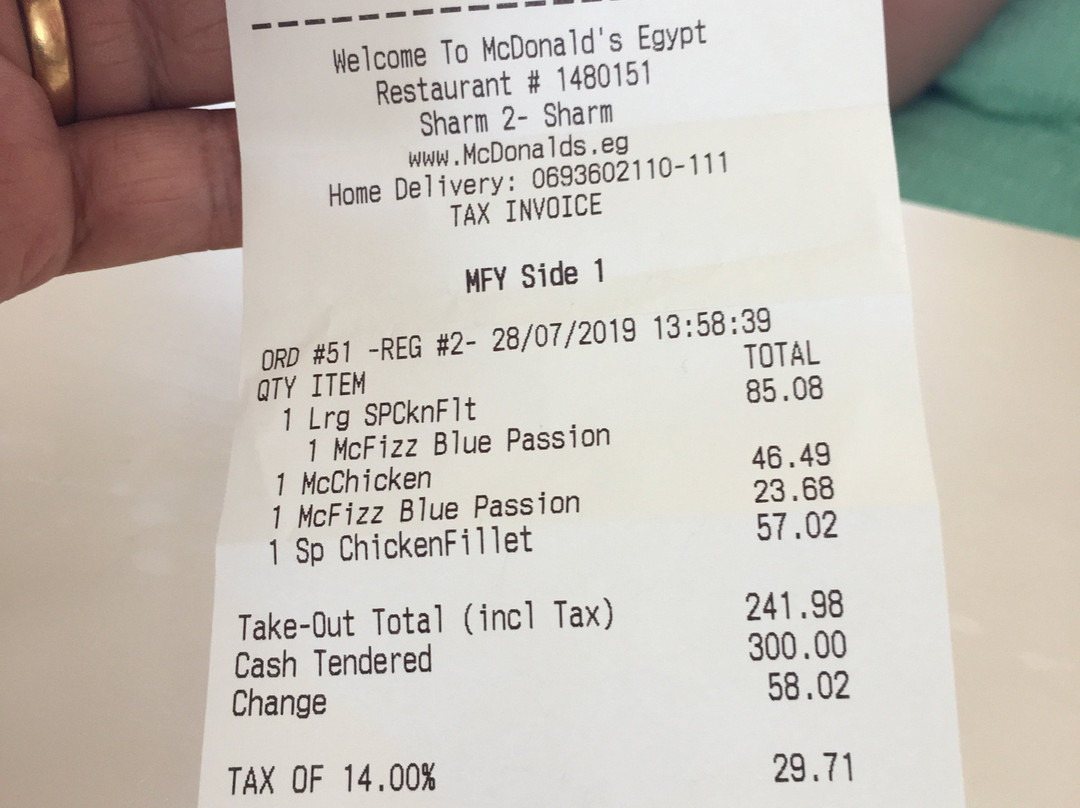 Welcome To McDonald's Egypt
Restaurant # 1480151
Sharm 2- Sharm
www.McDonalds.eg
Home Delivery: 0693602110-111
TAX INVOICE
MFY Side 1
ORD #51 -REG #2- 28/07/2019 13:58:39
QTY ITEM TOTAL
1 Lrg SPCknFlt 85.08
1 McFizz Blue Passion
1 McChicken 46.49
1 McFizz Blue Passion 23.68
1 Sp ChickenFillet 57.02
Take-Out Total (incl Tax) 241.98
Cash Tendered 300.00
Change 58.02
TAX OF 14.00% 29.71